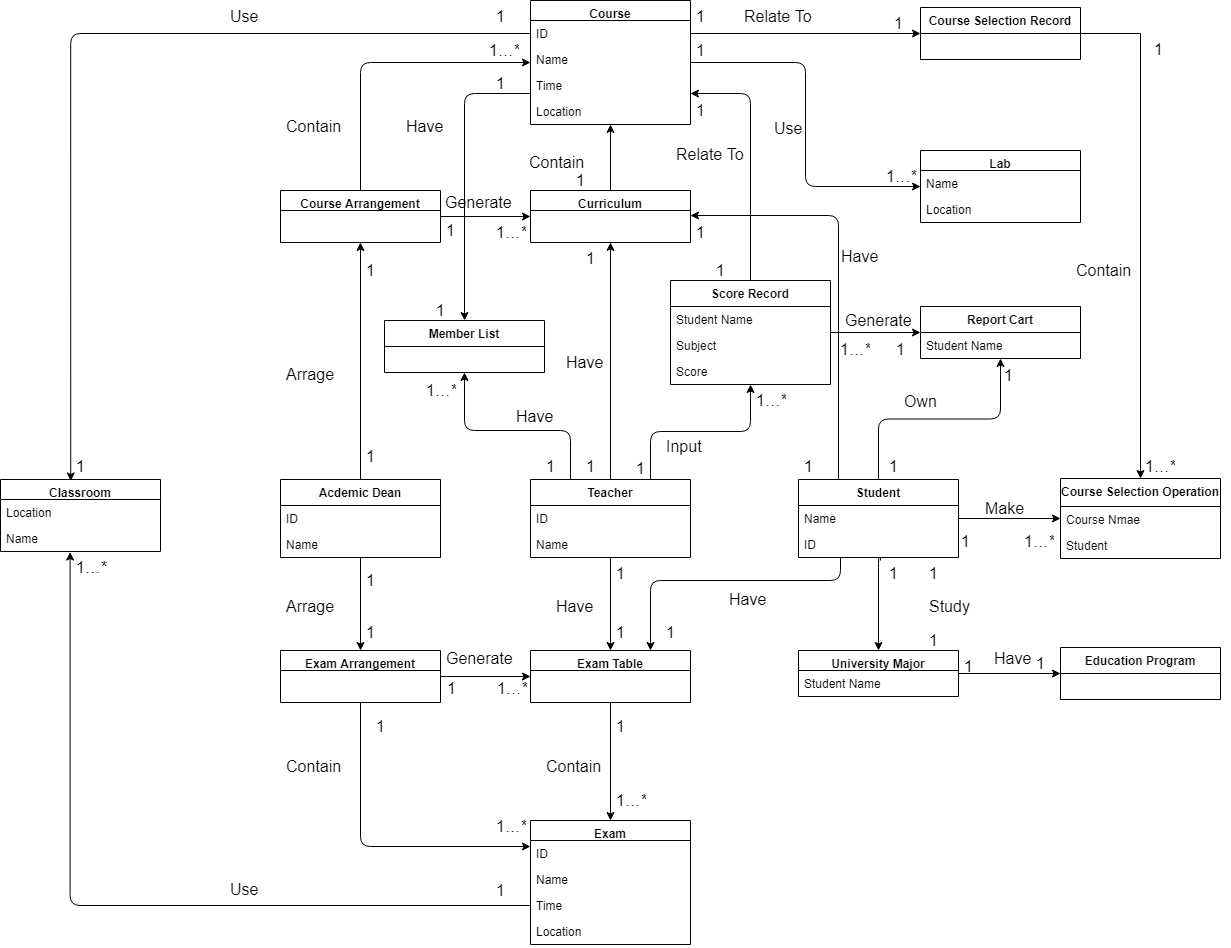 Use
1
Course
1
Relate To
1
Course Selection Record
ID
1...*
1
1
Name
1
Time
1
Location
Contain
Have
Use
Relate To
Contain
1
Lab
1...*
Name
Location
Course Arrangement
Generate
Curriculum
1
1...*
1
1
1
1
Have
Contain
Score Record
Student Name
Subject
Score
1
Member List
Generate
1...*
1
Report Cart
Student Name
Have
Arrage
1...*
1
1...*
Own
Have
Input
1
1
1
1
1
1
1
1...*
Classroom
Location
Name
Acdemic Dean
ID
Name
Teacher
ID
Name
Student
Name
ID
Make
1
1...*
Course Selection Operation
Course Nmae
Student
1...*
1
1
1
1
Arrage
Have
Have
Study
1
1
1
1
Exam Arrangement
Generate
1
1...*
Exam Table
University Major
Student Name
1
Have
1
Education Program
1
1
Contain
Contain
1...*
1...*
Exam
ID
Name
Time
Location
Use
1